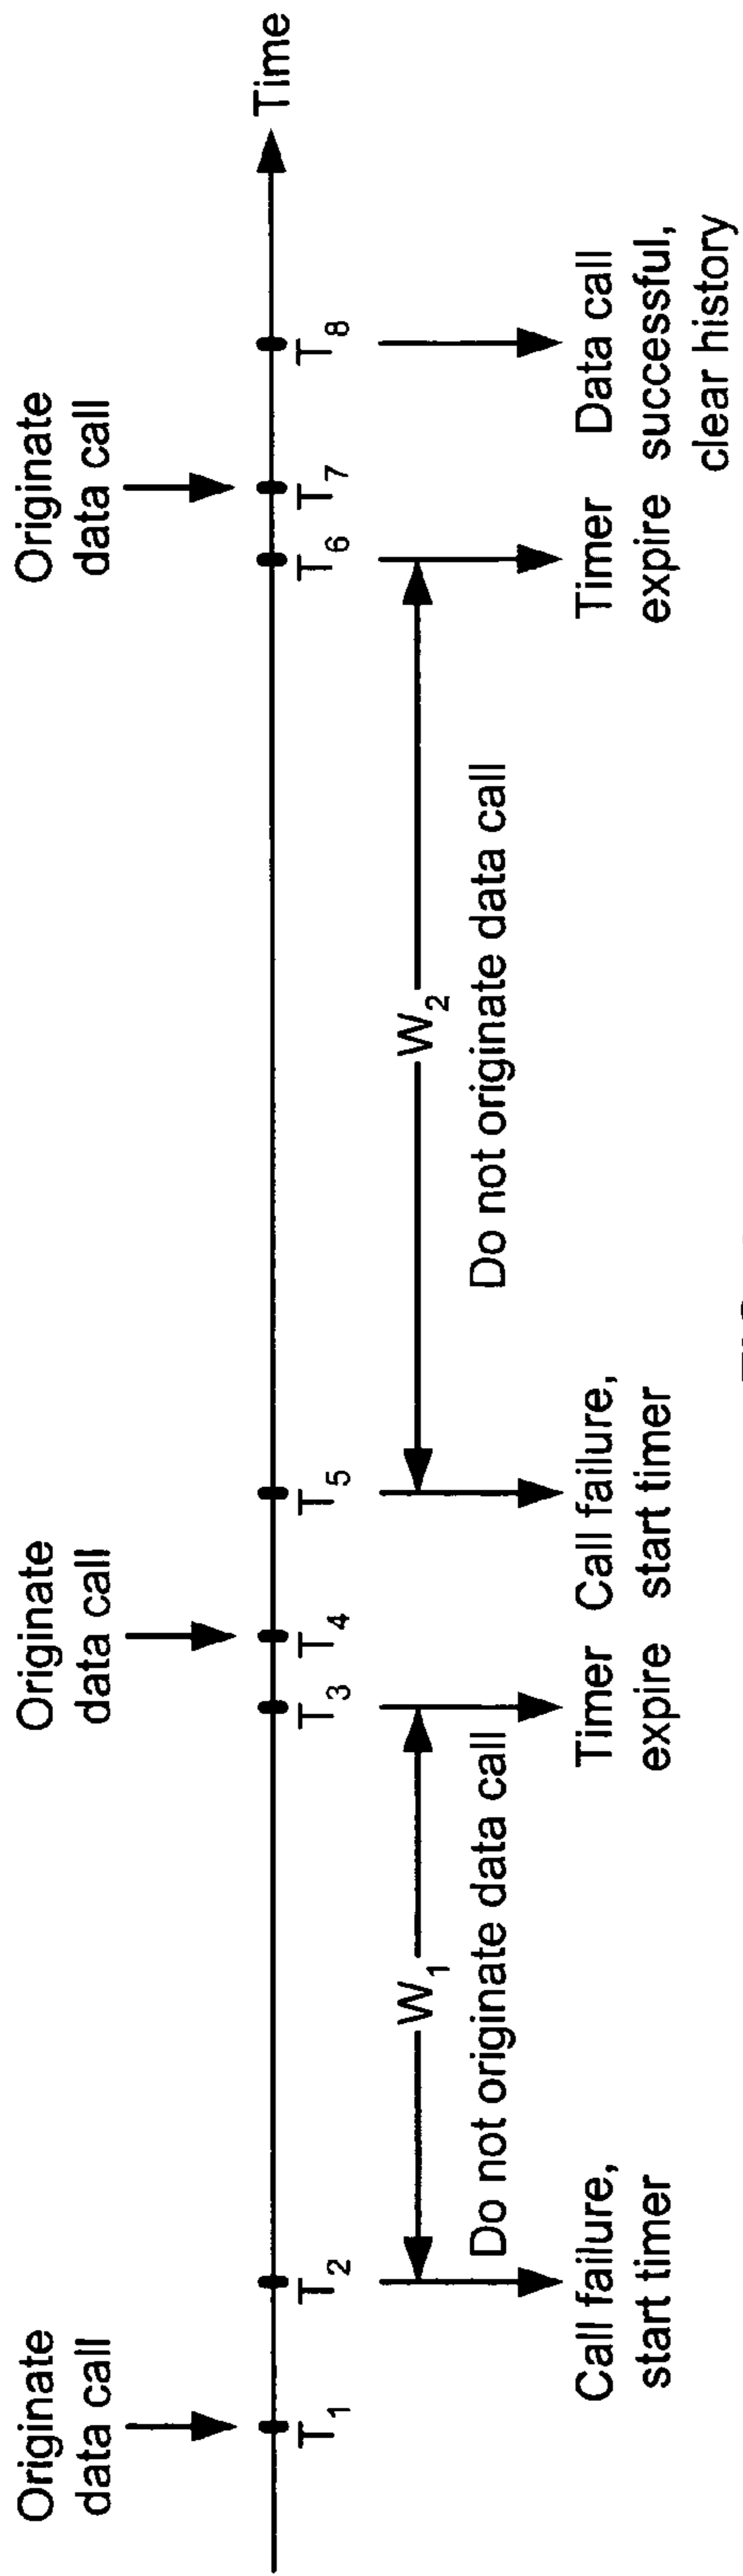 Originate
data call
Originate
data call
Originate
data call
T1
T2
T3
T4
T5
T6
T7
T8
Time
W1
Do not originate data call
W2
Do not originate data call
Call failure,
start timer
Timer
expire
Call failure,
start timer
Timer
expire
Data call
successful,
clear history